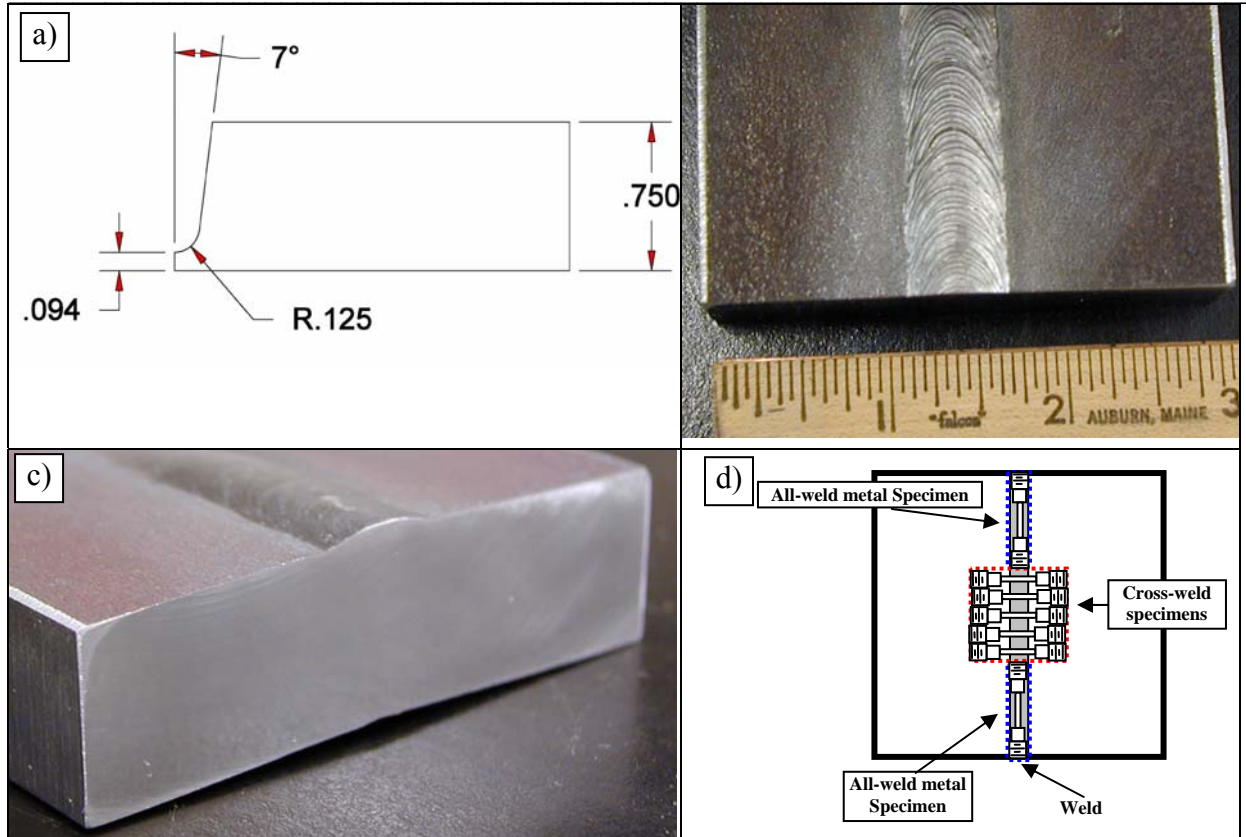 a)
7°
.750
.094
R.125
1
"falcon"
2
AUBURN, MAINE
3
c)
d)
All-weld metal Specimen
Cross-weld
specimens
All-weld metal
Specimen
Weld